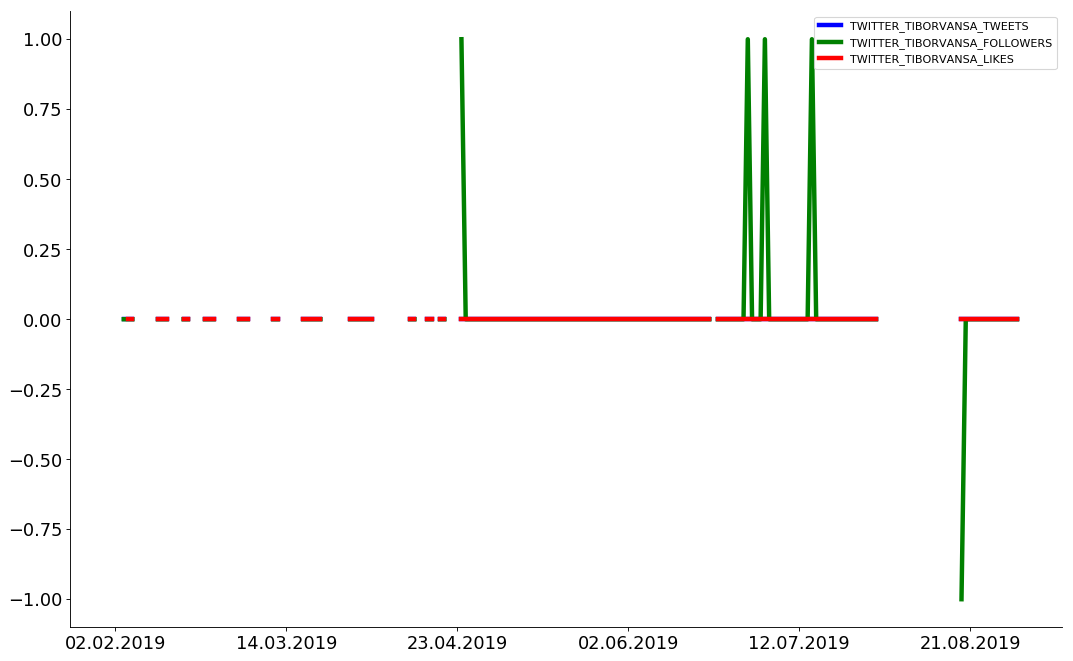 TWITTER_TIBORVANSA_TWEETS
TWITTER_TIBORVANSA_FOLLOWERS
TWITTER_TIBORVANSA_LIKES
1.00
0.75
0.50
0.25
0.00
−0.25
−0.50
−0.75
−1.00
02.02.2019 14.03.2019 23.04.2019 02.06.2019 12.07.2019 21.08.2019